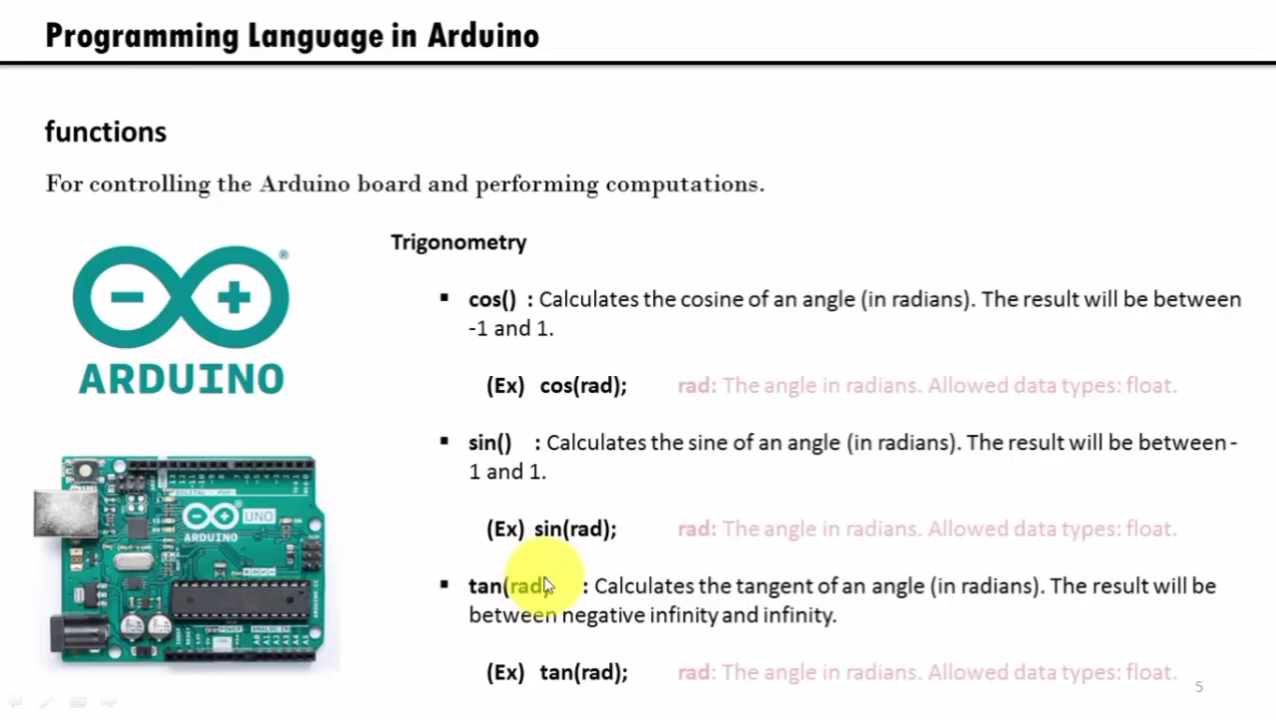 Programming Language in Arduino
functions
For controlling the Arduino board and performing computations.
ARDUINO
UNO
ARDUINO
Trigonometry
▪ cos() : Calculates the cosine of an angle (in radians). The result will be between
-1 and 1.
(Ex) cos(rad); rad: The angle in radians. Allowed data types: float.
▪ sin() : Calculates the sine of an angle (in radians). The result will be between -
1 and 1.
(Ex) sin(rad); rad: The angle in radians. Allowed data types: float.
▪ tan(rad) : Calculates the tangent of an angle (in radians). The result will be
between negative infinity and infinity.
(Ex) tan(rad); rad: The angle in radians. Allowed data types: float.
5